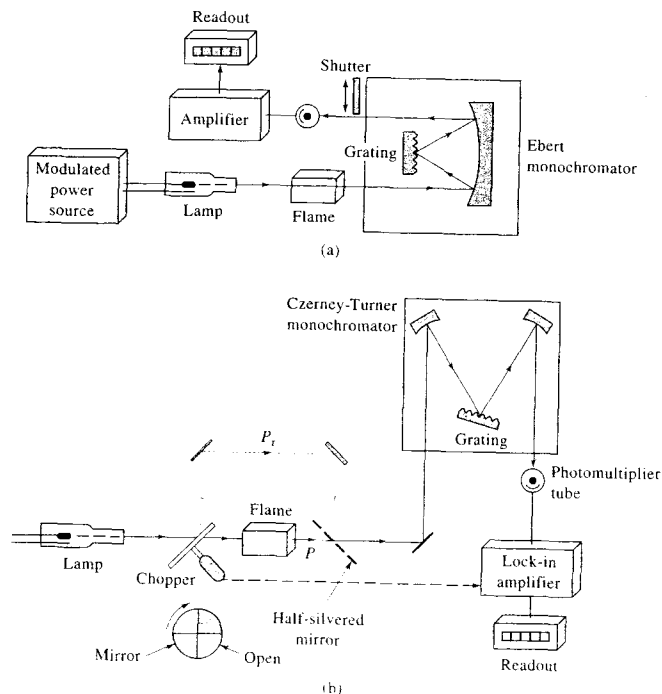 Readout
Shutter
Amplifier
Grating
Ebert
monochromator
Modulated
power
source
Lamp
Flame
(a)
Czerney-Turner
monochromator
Grating
Pr
Photomultiplier
tube
Flame
P
Lamp
Chopper
Lock-in
amplifier
Half-silvered
mirror
Mirror
Open
Readout
(b)